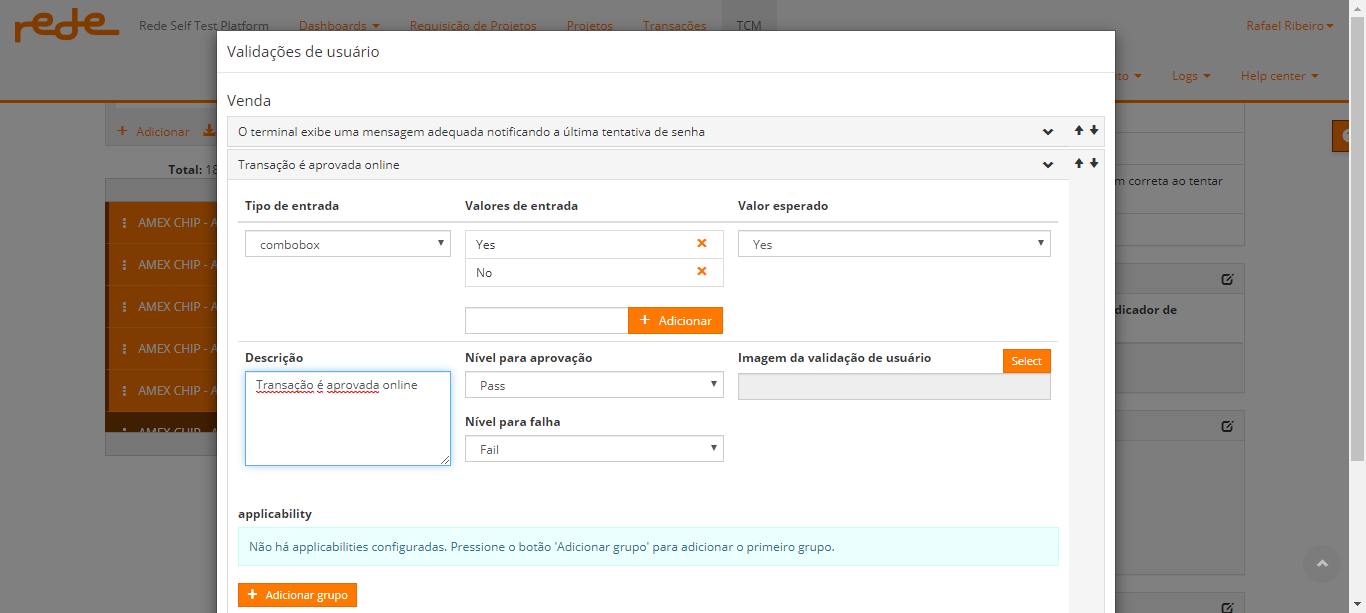 rede Rede Self Test Platform Dashboards Requisição de Projetos Projetos Transações TCM Rafael Ribeiro
Logs Help center
Validações de usuário
Venda
O terminal exibe uma mensagem adequada notificando a última tentativa de senha
Adicionar
Transação é aprovada online
Total: 18
m correta ao tentar
Tipo de entrada Valores de entrada Valor esperado
AMEX CHIP - A
combobox Yes Yes
AMEX CHIP - A
No
AMEX CHIP - A
dicador de
+ Adicionar
AMEX CHIP - A
Descrição Nível para aprovação Imagem da validação de usuário Select
Transação é aprovada online Pass
AMEX CHIP - A
Nível para falha
AMEX CHIP - A
Fail
applicability
Não há applicabilities configuradas. Pressione o botão 'Adicionar grupo' para adicionar o primeiro grupo.
+ Adicionar grupo